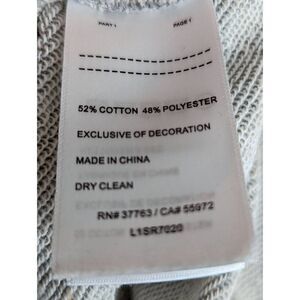 PART 1 PAGE 1
52% COTTON 48% POLYESTER
EXCLUSIVE OF DECORATION
MADE IN CHINA
DRY CLEAN
RN# 37763 / CA# 55972
L1SR7020